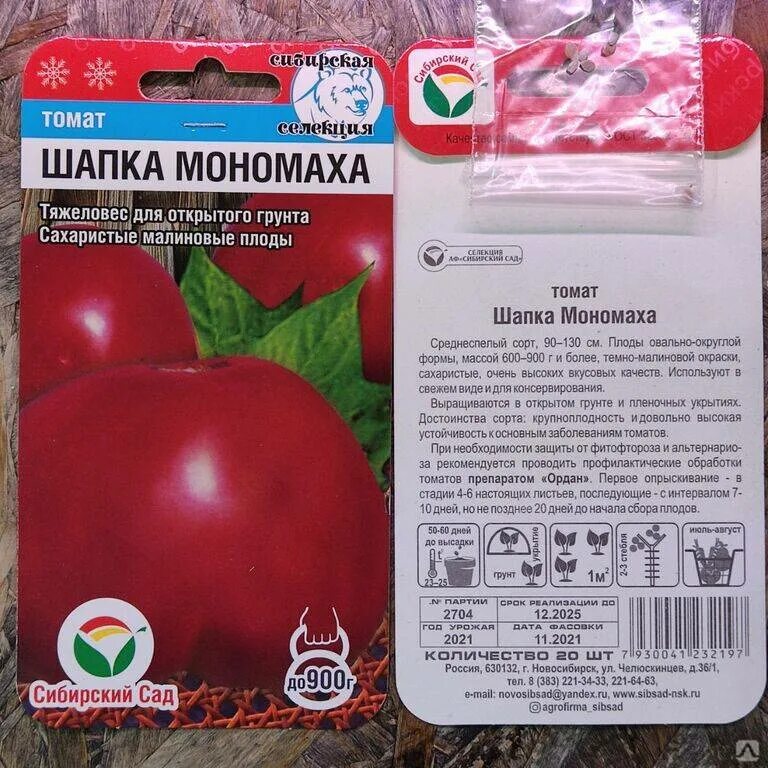 сибирская
селекция
томат
ШАПКА МОНОМАХА
Тяжеловес для открытого грунта
Сахаристые малиновые плоды
Сибирский Сад
до 900г
Сибирский Сад
СЕЛЕКЦИЯ
АФ«СИБИРСКИЙ САД»
томат
Шапка Мономаха
Среднеспелый сорт, 90–130 см. Плоды овально-округлой
формы, массой 600–900 г и более, темно-малиновой окраски,
сахаристые, очень высоких вкусовых качеств. Используют в
свежем виде и для консервирования.
Выращиваются в открытом грунте и пленочных укрытиях.
Достоинства сорта: крупноплодность и довольно высокая
устойчивость к основным заболеваниям томатов.
При необходимости защиты от фитофтороза и альтернарио-
за рекомендуется проводить профилактические обработки
томатов препаратом «Ордан». Первое опрыскивание - в
стадии 4-6 настоящих листьев, последующие - с интервалом 7-
10 дней, но не позднее 20 дней до начала сбора плодов.
50-60 дней
до высадки
t°
23–25
грунт
укрытие
1м²
2-3 стебля
июль-август
.№ ПАРТИИ
СРОК РЕАЛИЗАЦИИ ДО
2704
12.2025
ГОД УРОЖАЯ
ДАТА ФАСОВКИ
2021
11.2021
КОЛИЧЕСТВО 20 ШТ
7 930041 232197
Россия, 630132, г. Новосибирск, ул. Челюскинцев, д.36/1,
тел. 8 (383) 221-34-33, 221-64-63,
e-mail: novosibsad@yandex.ru, www.sibsad-nsk.ru
agrofirma_sibsad